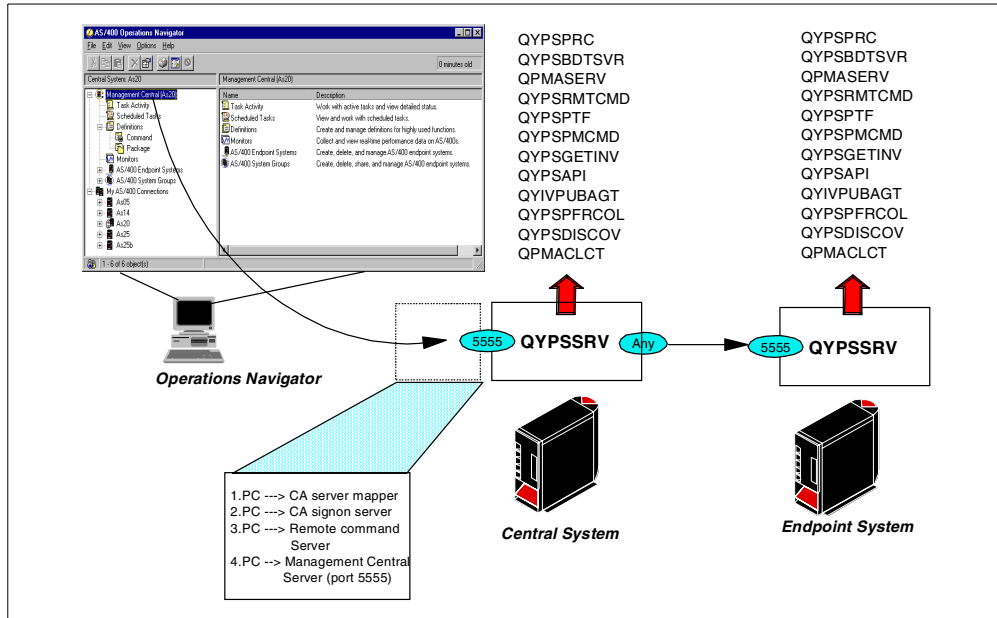 AS/400 Operations Navigator
File Edit View Options Help
0 minutes old
Central System: As20
Management Central (As20)
Management Central (As20)
Task Activity
Scheduled Tasks
Definitions
Command
Package
Monitors
AS/400 Endpoint Systems
AS/400 System Groups
My AS/400 Connections
As05
As14
As20
As25
As25b
Name Description
Task Activity Work with active tasks and view detailed status.
Scheduled Tasks View and work with scheduled tasks.
Definitions Create and manage definitions for highly used functions.
Monitors Collect and view real-time performance data on AS/400s.
AS/400 Endpoint Systems Create, delete, and manage AS/400 endpoint systems.
AS/400 System Groups Create, delete, share, and manage AS/400 endpoint systems.
1 - 6 of 6 object(s)
QYPSPRC
QYPSBDTSVR
QPMASERV
QYPSRMTCMD
QYPSPTF
QYPSPMCMD
QYPSGETINV
QYPSAPI
QYIVPUBAGT
QYPSPFRCOL
QYPSDISCOV
QPMACLCT
QYPSPRC
QYPSBDTSVR
QPMASERV
QYPSRMTCMD
QYPSPTF
QYPSPMCMD
QYPSGETINV
QYPSAPI
QYIVPUBAGT
QYPSPFRCOL
QYPSDISCOV
QPMACLCT
5555 QYPSSRV Any
5555 QYPSSRV
Operations Navigator
1.PC ---> CA server mapper
2.PC ---> CA signon server
3.PC ---> Remote command
Server
4.PC --> Management Central
Server (port 5555)
Central System
Endpoint System